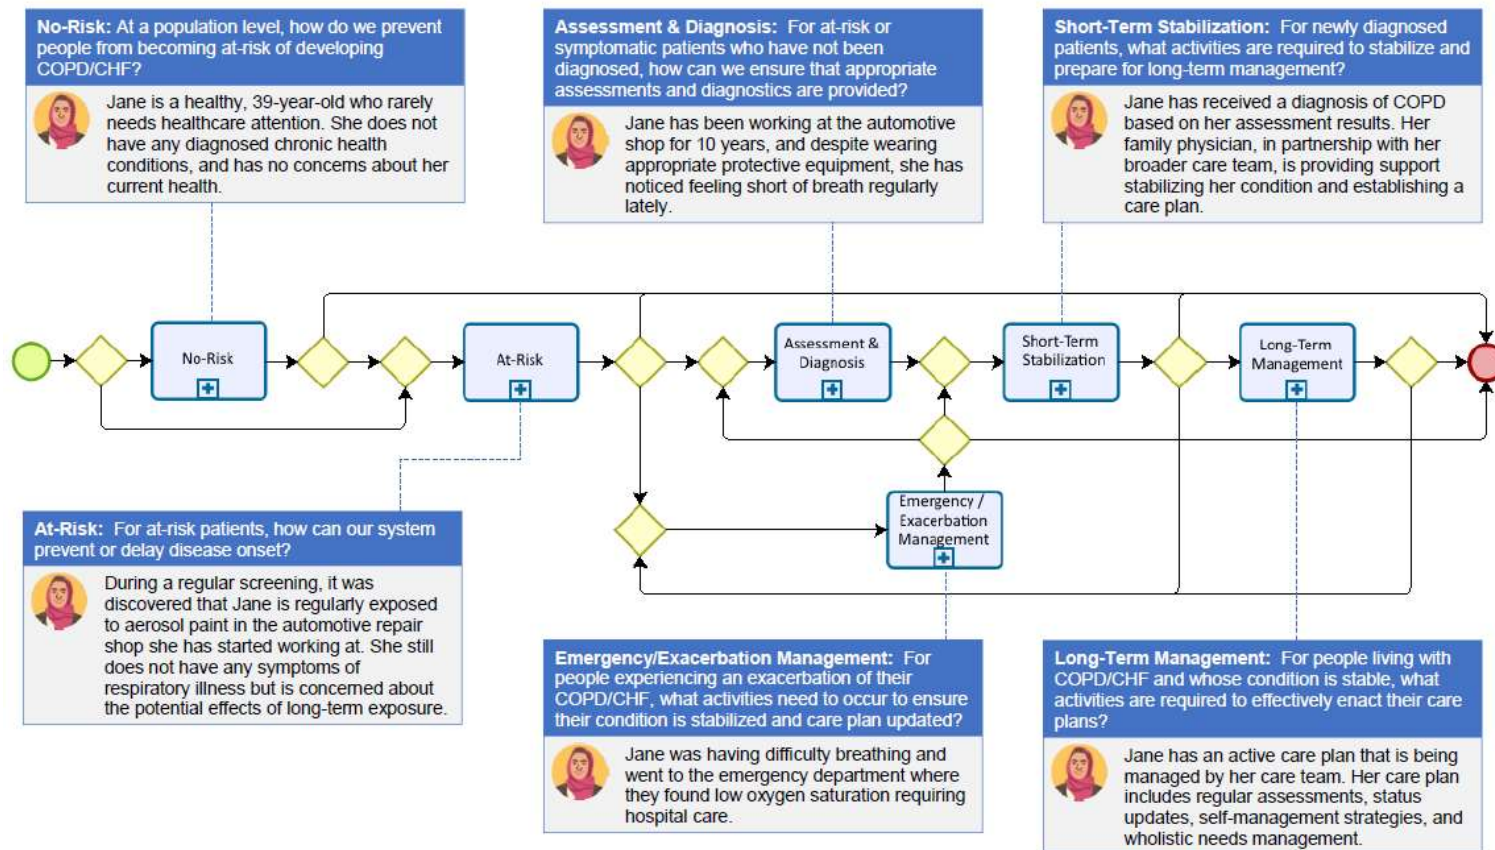 No-Risk: At a population level, how do we prevent
people from becoming at-risk of developing
COPD/CHF?
Jane is a healthy, 39-year-old who rarely
needs healthcare attention. She does not
have any diagnosed chronic health
conditions, and has no concerns about her
current health.
Assessment & Diagnosis: For at-risk or
symptomatic patients who have not been
diagnosed, how can we ensure that appropriate
assessments and diagnostics are provided?
Jane has been working at the automotive
shop for 10 years, and despite wearing
appropriate protective equipment, she has
noticed feeling short of breath regularly
lately.
Short-Term Stabilization: For newly diagnosed
patients, what activities are required to stabilize and
prepare for long-term management?
Jane has received a diagnosis of COPD
based on her assessment results. Her
family physician, in partnership with her
broader care team, is providing support
stabilizing her condition and establishing a
care plan.
No-Risk
At-Risk
Assessment &
Diagnosis
Short-Term
Stabilization
Long-Term
Management
Emergency /
Exacerbation
Management
At-Risk: For at-risk patients, how can our system
prevent or delay disease onset?
During a regular screening, it was
discovered that Jane is regularly exposed
to aerosol paint in the automotive repair
shop she has started working at. She still
does not have any symptoms of
respiratory illness but is concerned about
the potential effects of long-term exposure.
Emergency/Exacerbation Management: For
people experiencing an exacerbation of their
COPD/CHF, what activities need to occur to ensure
their condition is stabilized and care plan updated?
Jane was having difficulty breathing and
went to the emergency department where
they found low oxygen saturation requiring
hospital care.
Long-Term Management: For people living with
COPD/CHF and whose condition is stable, what
activities are required to effectively enact their care
plans?
Jane has an active care plan that is being
managed by her care team. Her care plan
includes regular assessments, status
updates, self-management strategies, and
wholistic needs management.